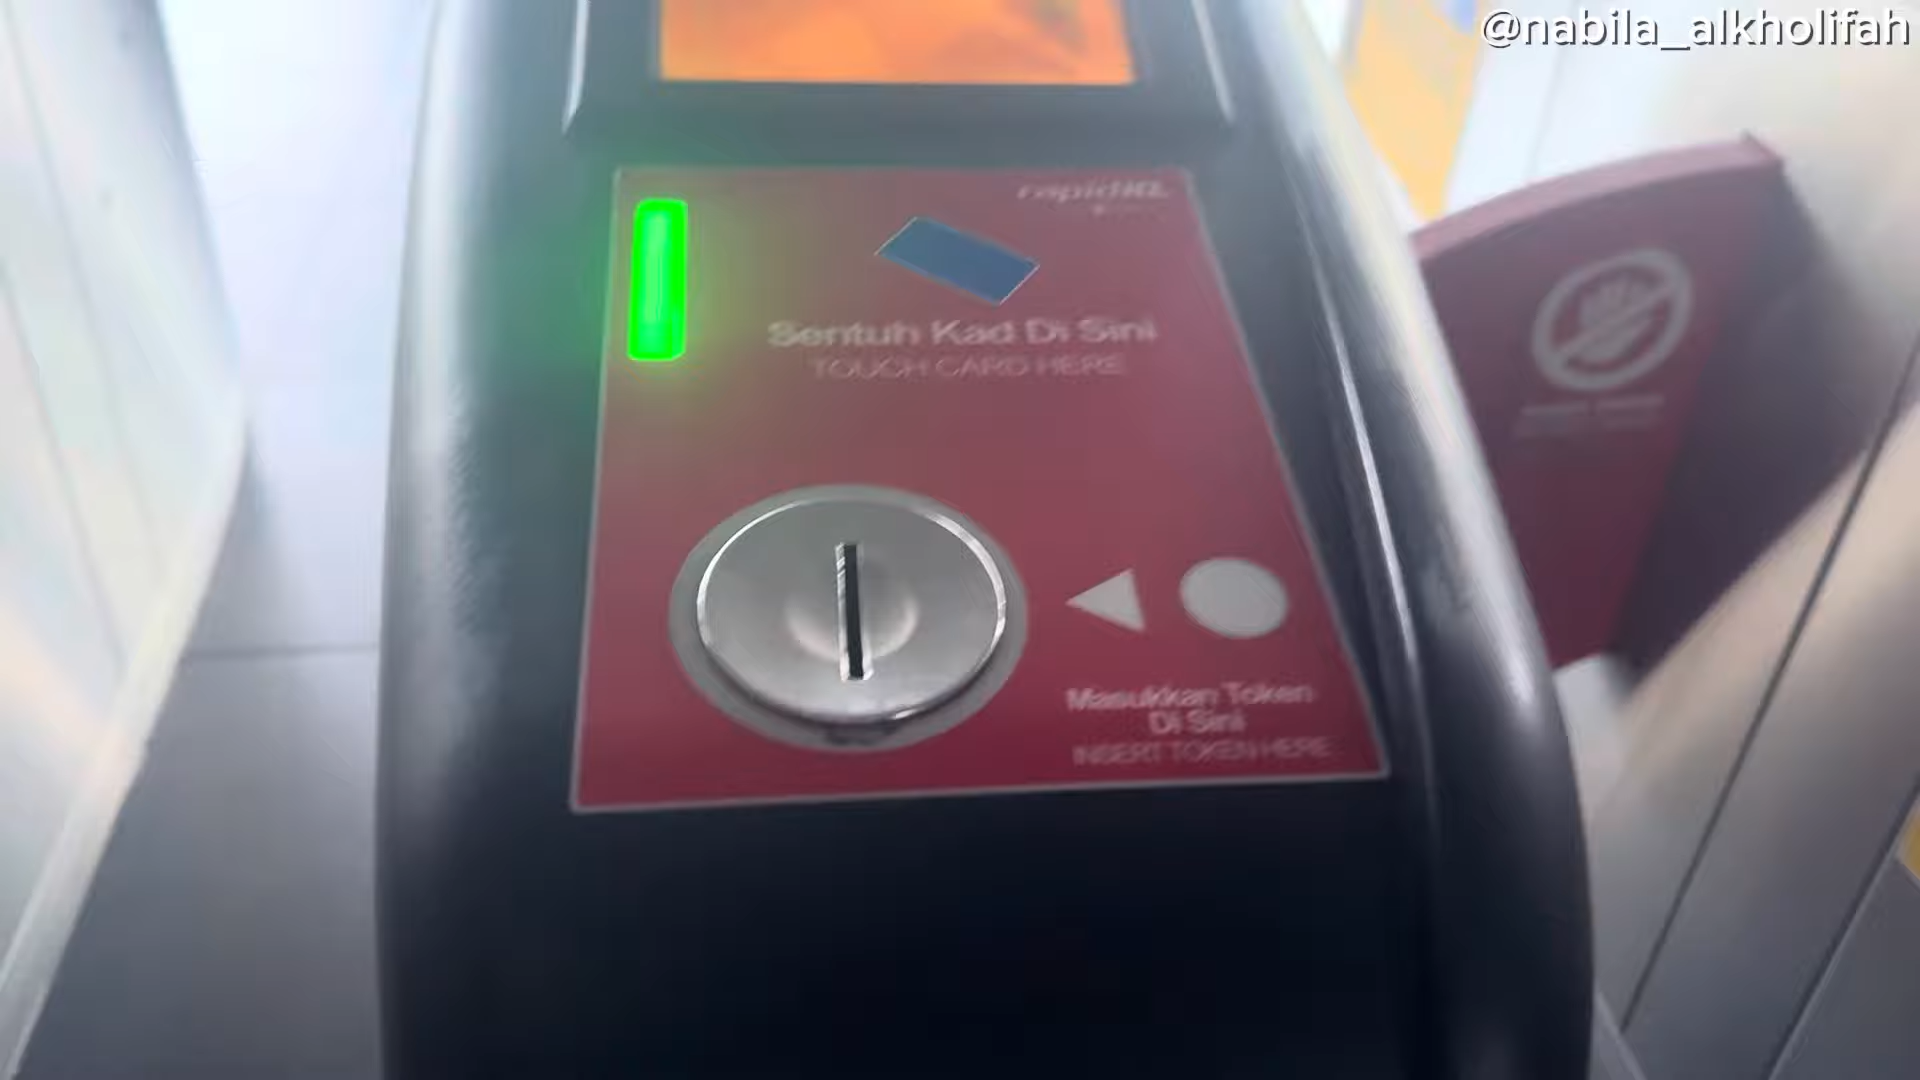 @nabila_alkholifah
rapidKL
Sentuh Kad Di Sini
TOUCH CARD HERE
Masukkan Token
Di Sini
INSERT TOKEN HERE